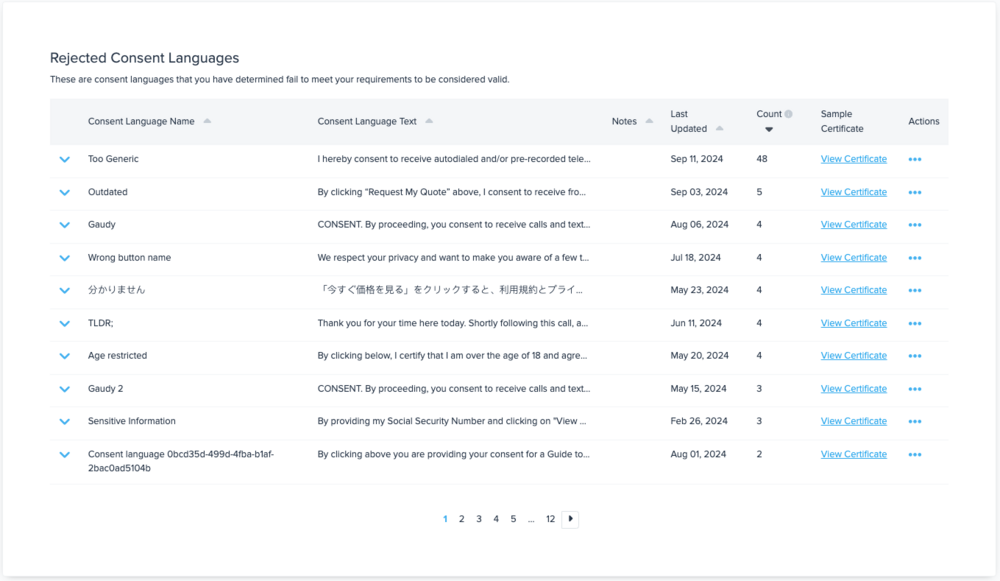 Rejected Consent Languages
These are consent languages that you have determined fail to meet your requirements to be considered valid.
Consent Language Name Consent Language Text Notes Last Updated Count Sample Certificate Actions
Too Generic I hereby consent to receive autodialed and/or pre-recorded tele... Sep 11, 2024 48 View Certificate
Outdated By clicking "Request My Quote" above, I consent to receive fro... Sep 03, 2024 5 View Certificate
Gaudy CONSENT. By proceeding, you consent to receive calls and text... Aug 06, 2024 4 View Certificate
Wrong button name We respect your privacy and want to make you aware of a few t... Jul 18, 2024 4 View Certificate
分かりません 「今すぐ価格を見る」をクリックすると、利用規約とプライ... May 23, 2024 4 View Certificate
TLDR; Thank you for your time here today. Shortly following this call, a... Jun 11, 2024 4 View Certificate
Age restricted By clicking below, I certify that I am over the age of 18 and agre... May 20, 2024 4 View Certificate
Gaudy 2 CONSENT. By proceeding, you consent to receive calls and text... May 15, 2024 3 View Certificate
Sensitive Information By providing my Social Security Number and clicking on "View ... Feb 26, 2024 3 View Certificate
Consent language 0bcd35d-499d-4fba-b1af-2bac0ad5104b By clicking above you are providing your consent for a Guide to... Aug 01, 2024 2 View Certificate
1 2 3 4 5 ... 12